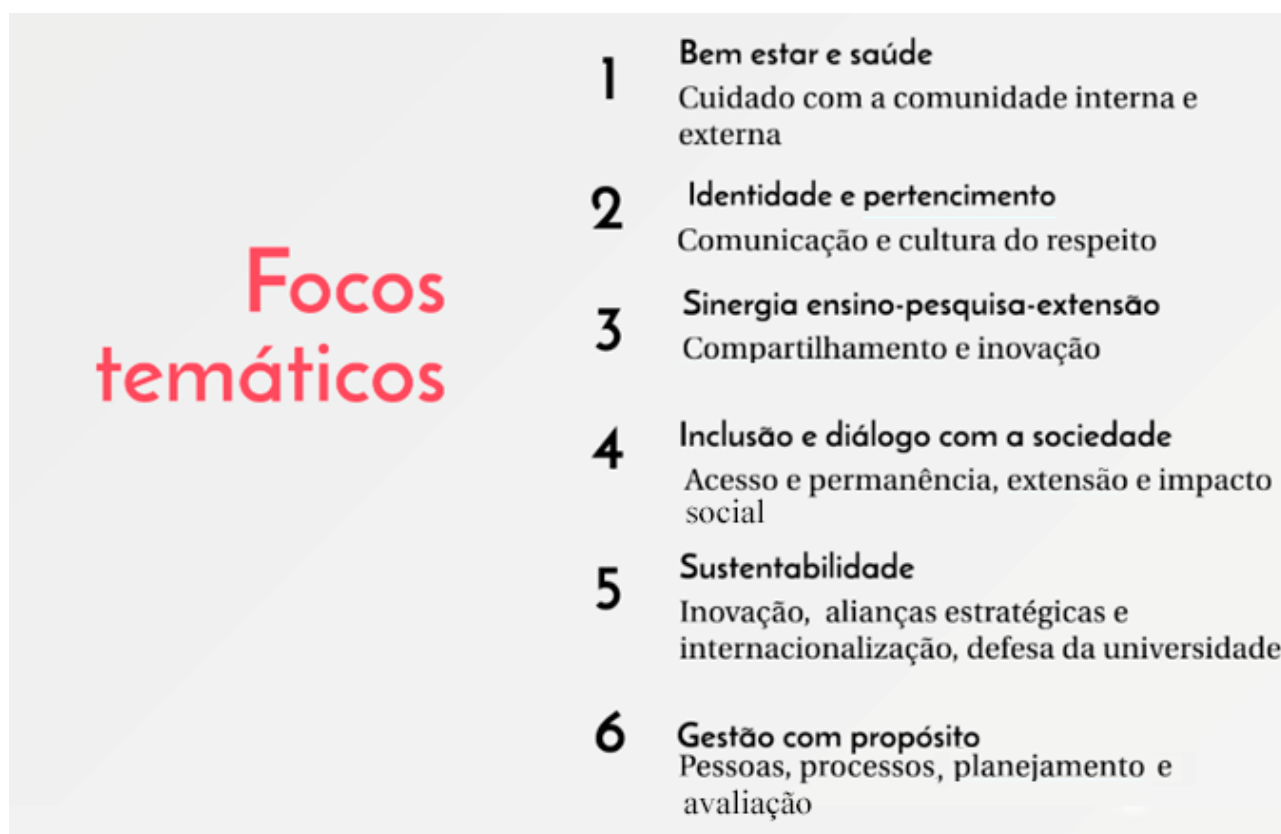 Focos
temáticos
1
Bem estar e saúde
Cuidado com a comunidade interna e
externa
2
Identidade e pertencimento
Comunicação e cultura do respeito
3
Sinergia ensino-pesquisa-extensão
Compartilhamento e inovação
4
Inclusão e diálogo com a sociedade
Acesso e permanência, extensão e impacto
social
5
Sustentabilidade
Inovação, alianças estratégicas e
internacionalização, defesa da universidade
6
Gestão com propósito
Pessoas, processos, planejamento e
avaliação